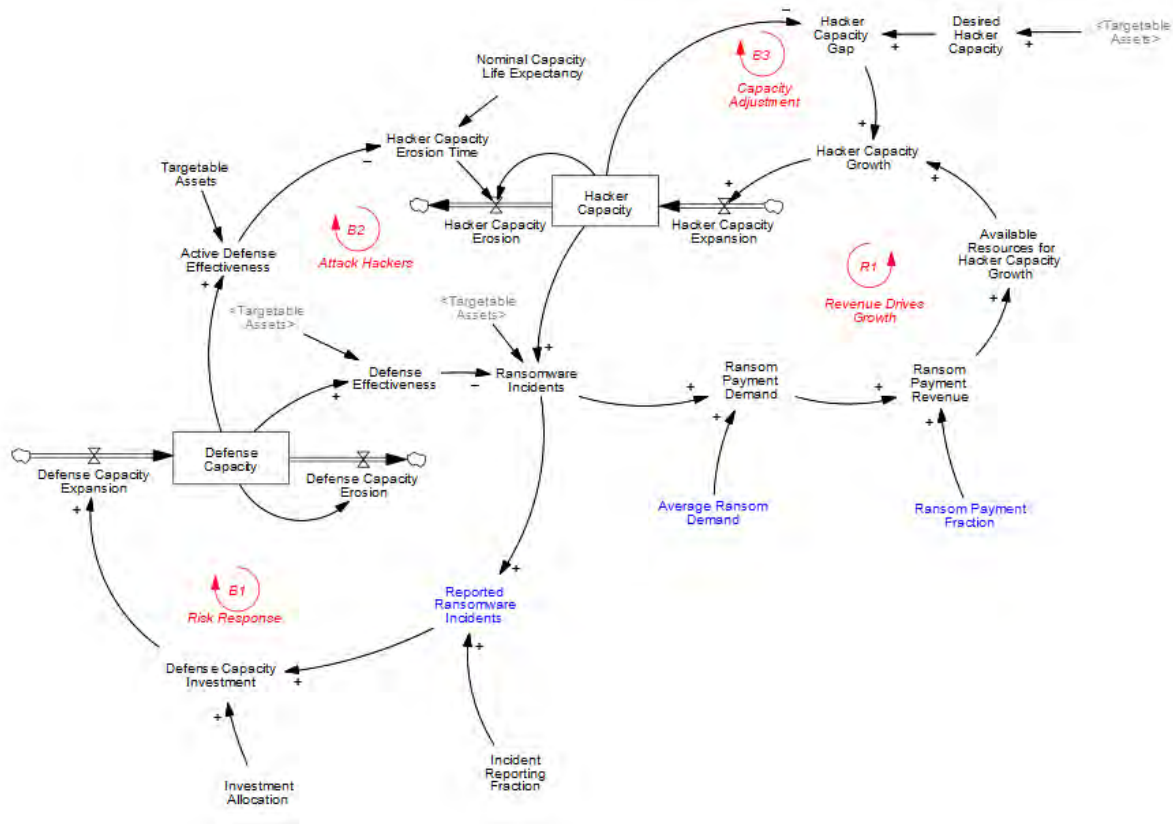 Hacker
Capacity
Gap
Desired
Hacker
Capacity
<Targetable
Assets>
B3
Capacity
Adjustment
Nominal Capacity
Life Expectancy
Hacker Capacity
Erosion Time
Hacker Capacity
Growth
Targetable
Assets
Hacker
Capacity
Hacker Capacity
Erosion
Hacker Capacity
Expansion
B2
Attack Hackers
Active Defense
Effectiveness
Available
Resources for
Hacker Capacity
Growth
R1
Revenue Drives
Growth
<Targetable
Assets>
<Targetable
Assets>
Defense
Effectiveness
Ransomware
Incidents
Ransom
Payment
Demand
Ransom
Payment
Revenue
Defense
Capacity
Defense Capacity
Expansion
Defense Capacity
Erosion
Average Ransom
Demand
Ransom Payment
Fraction
B1
Risk Response
Reported
Ransomware
Incidents
Defense Capacity
Investment
Investment
Allocation
Incident
Reporting
Fraction